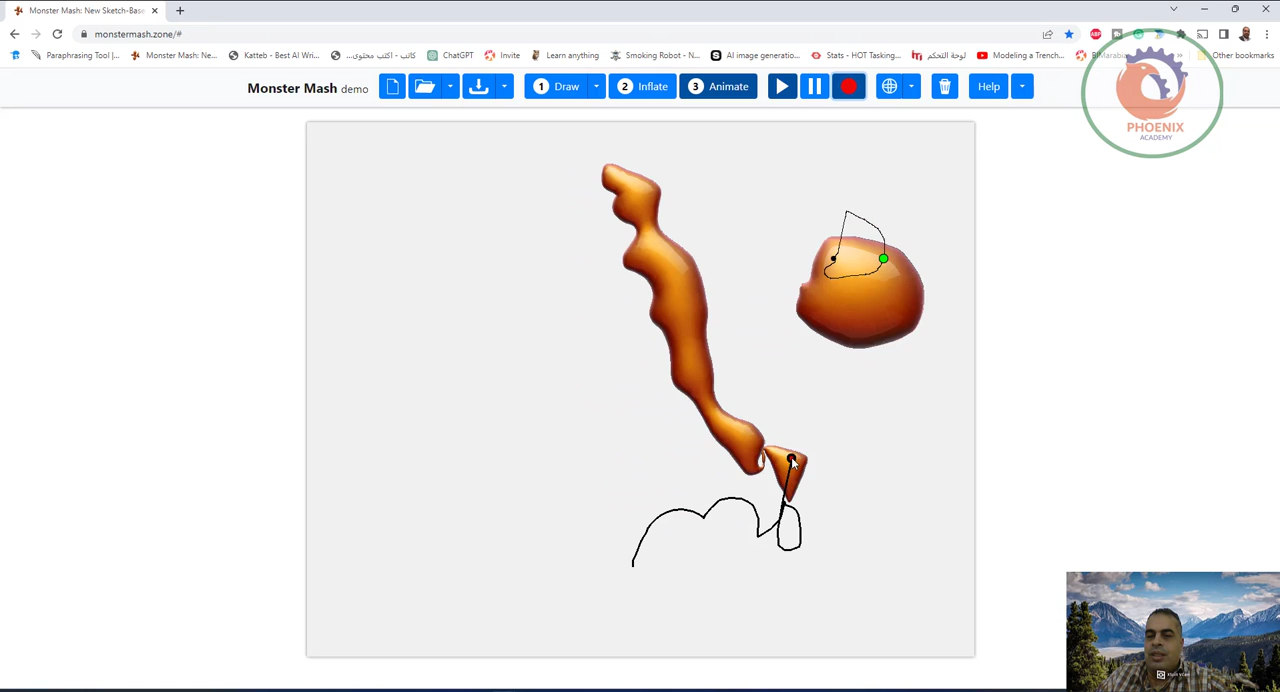 Monster Mash: New Sketch-Base
monstermash.zone/#
Paraphrasing Tool |
Monster Mash: Ne...
Katteb - Best AI Wri...
ChatGPT
Invite
Learn anything
Smoking Robot - N...
AI image generatio...
Stats - HOT Tasking...
لوحة التحكم
Modeling a Trench...
Other bookmarks
Monster Mash demo
1 Draw
2 Inflate
3 Animate
Help
PHOENIX
ACADEMY